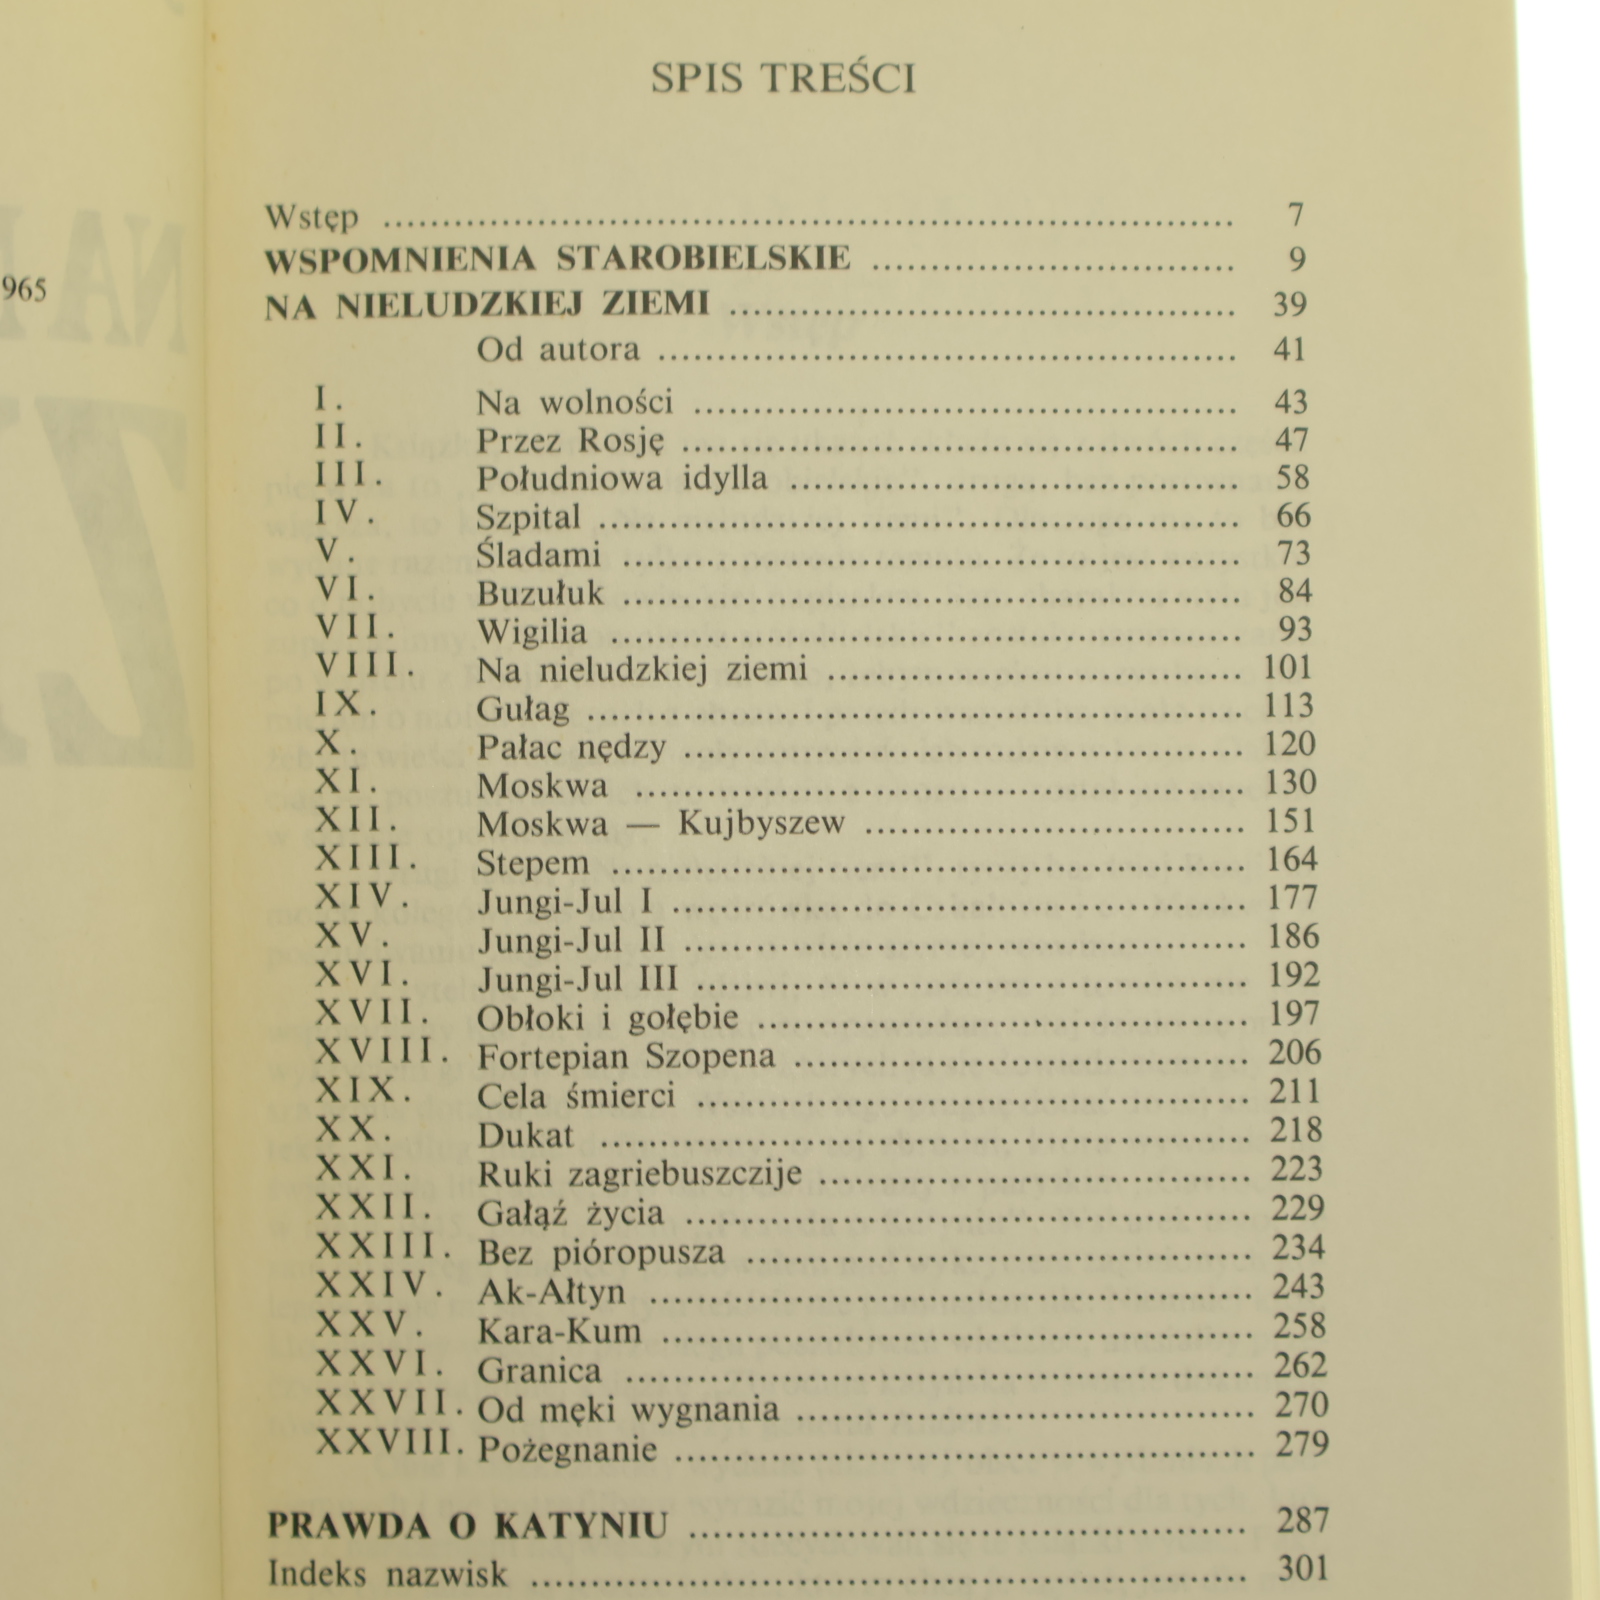 SPIS TREŚCI
965
Wstęp ........ 7
WSPOMNIENIA STAROBIELSKIE ........ 9
NA NIELUDZKIEJ ZIEMI ........ 39
Od autora ........ 41
I. Na wolności ........ 43
II. Przez Rosję ........ 47
III. Południowa idylla ........ 58
IV. Szpital ........ 66
V. Śladami ........ 73
VI. Buzułuk ........ 84
VII. Wigilia ........ 93
VIII. Na nieludzkiej ziemi ........ 101
IX. Gułag ........ 113
X. Pałac nędzy ........ 120
XI. Moskwa ........ 130
XII. Moskwa — Kujbyszew ........ 151
XIII. Stepem ........ 164
XIV. Jungi-Jul I ........ 177
XV. Jungi-Jul II ........ 186
XVI. Jungi-Jul III ........ 192
XVII. Obłoki i gołębie ........ 197
XVIII. Fortepian Szopena ........ 206
XIX. Cela śmierci ........ 211
XX. Dukat ........ 218
XXI. Ruki zagriebuszczije ........ 223
XXII. Gałąź życia ........ 229
XXIII. Bez pióropusza ........ 234
XXIV. Ak-Ałtyn ........ 243
XXV. Kara-Kum ........ 258
XXVI. Granica ........ 262
XXVII. Od męki wygnania ........ 270
XXVIII. Pożegnanie ........ 279
PRAWDA O KATYNIU ........ 287
Indeks nazwisk ........ 301